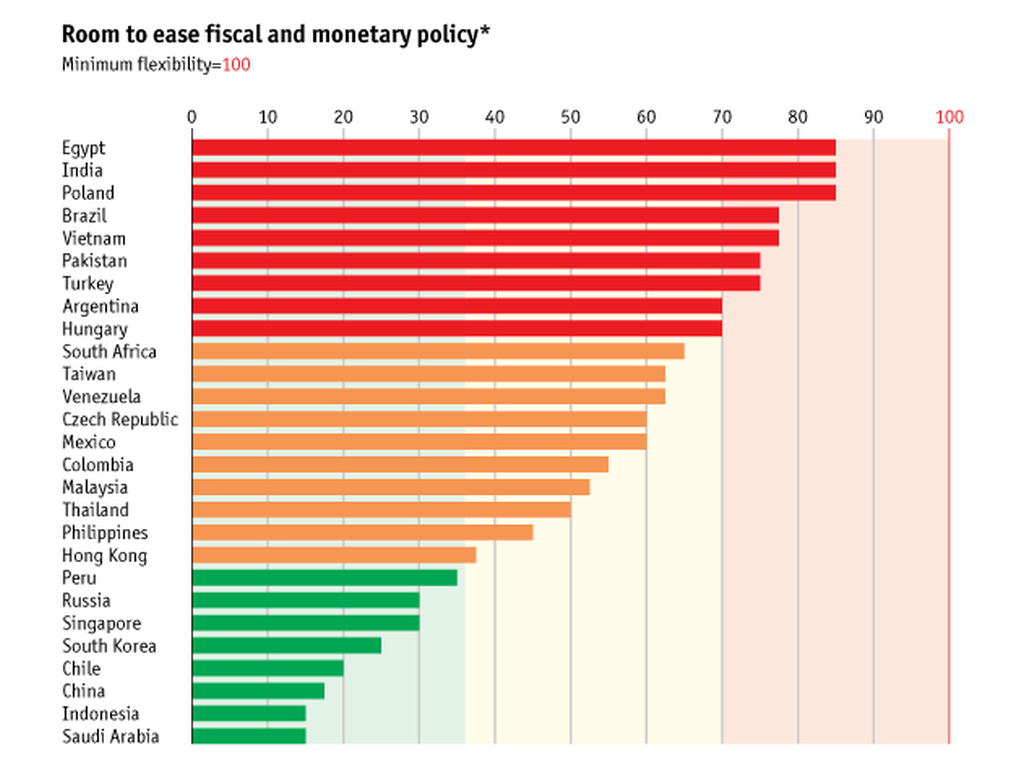 Room to ease fiscal and monetary policy*
Minimum flexibility=100
0 10 20 30 40 50 60 70 80 90 100
Egypt
India
Poland
Brazil
Vietnam
Pakistan
Turkey
Argentina
Hungary
South Africa
Taiwan
Venezuela
Czech Republic
Mexico
Colombia
Malaysia
Thailand
Philippines
Hong Kong
Peru
Russia
Singapore
South Korea
Chile
China
Indonesia
Saudi Arabia